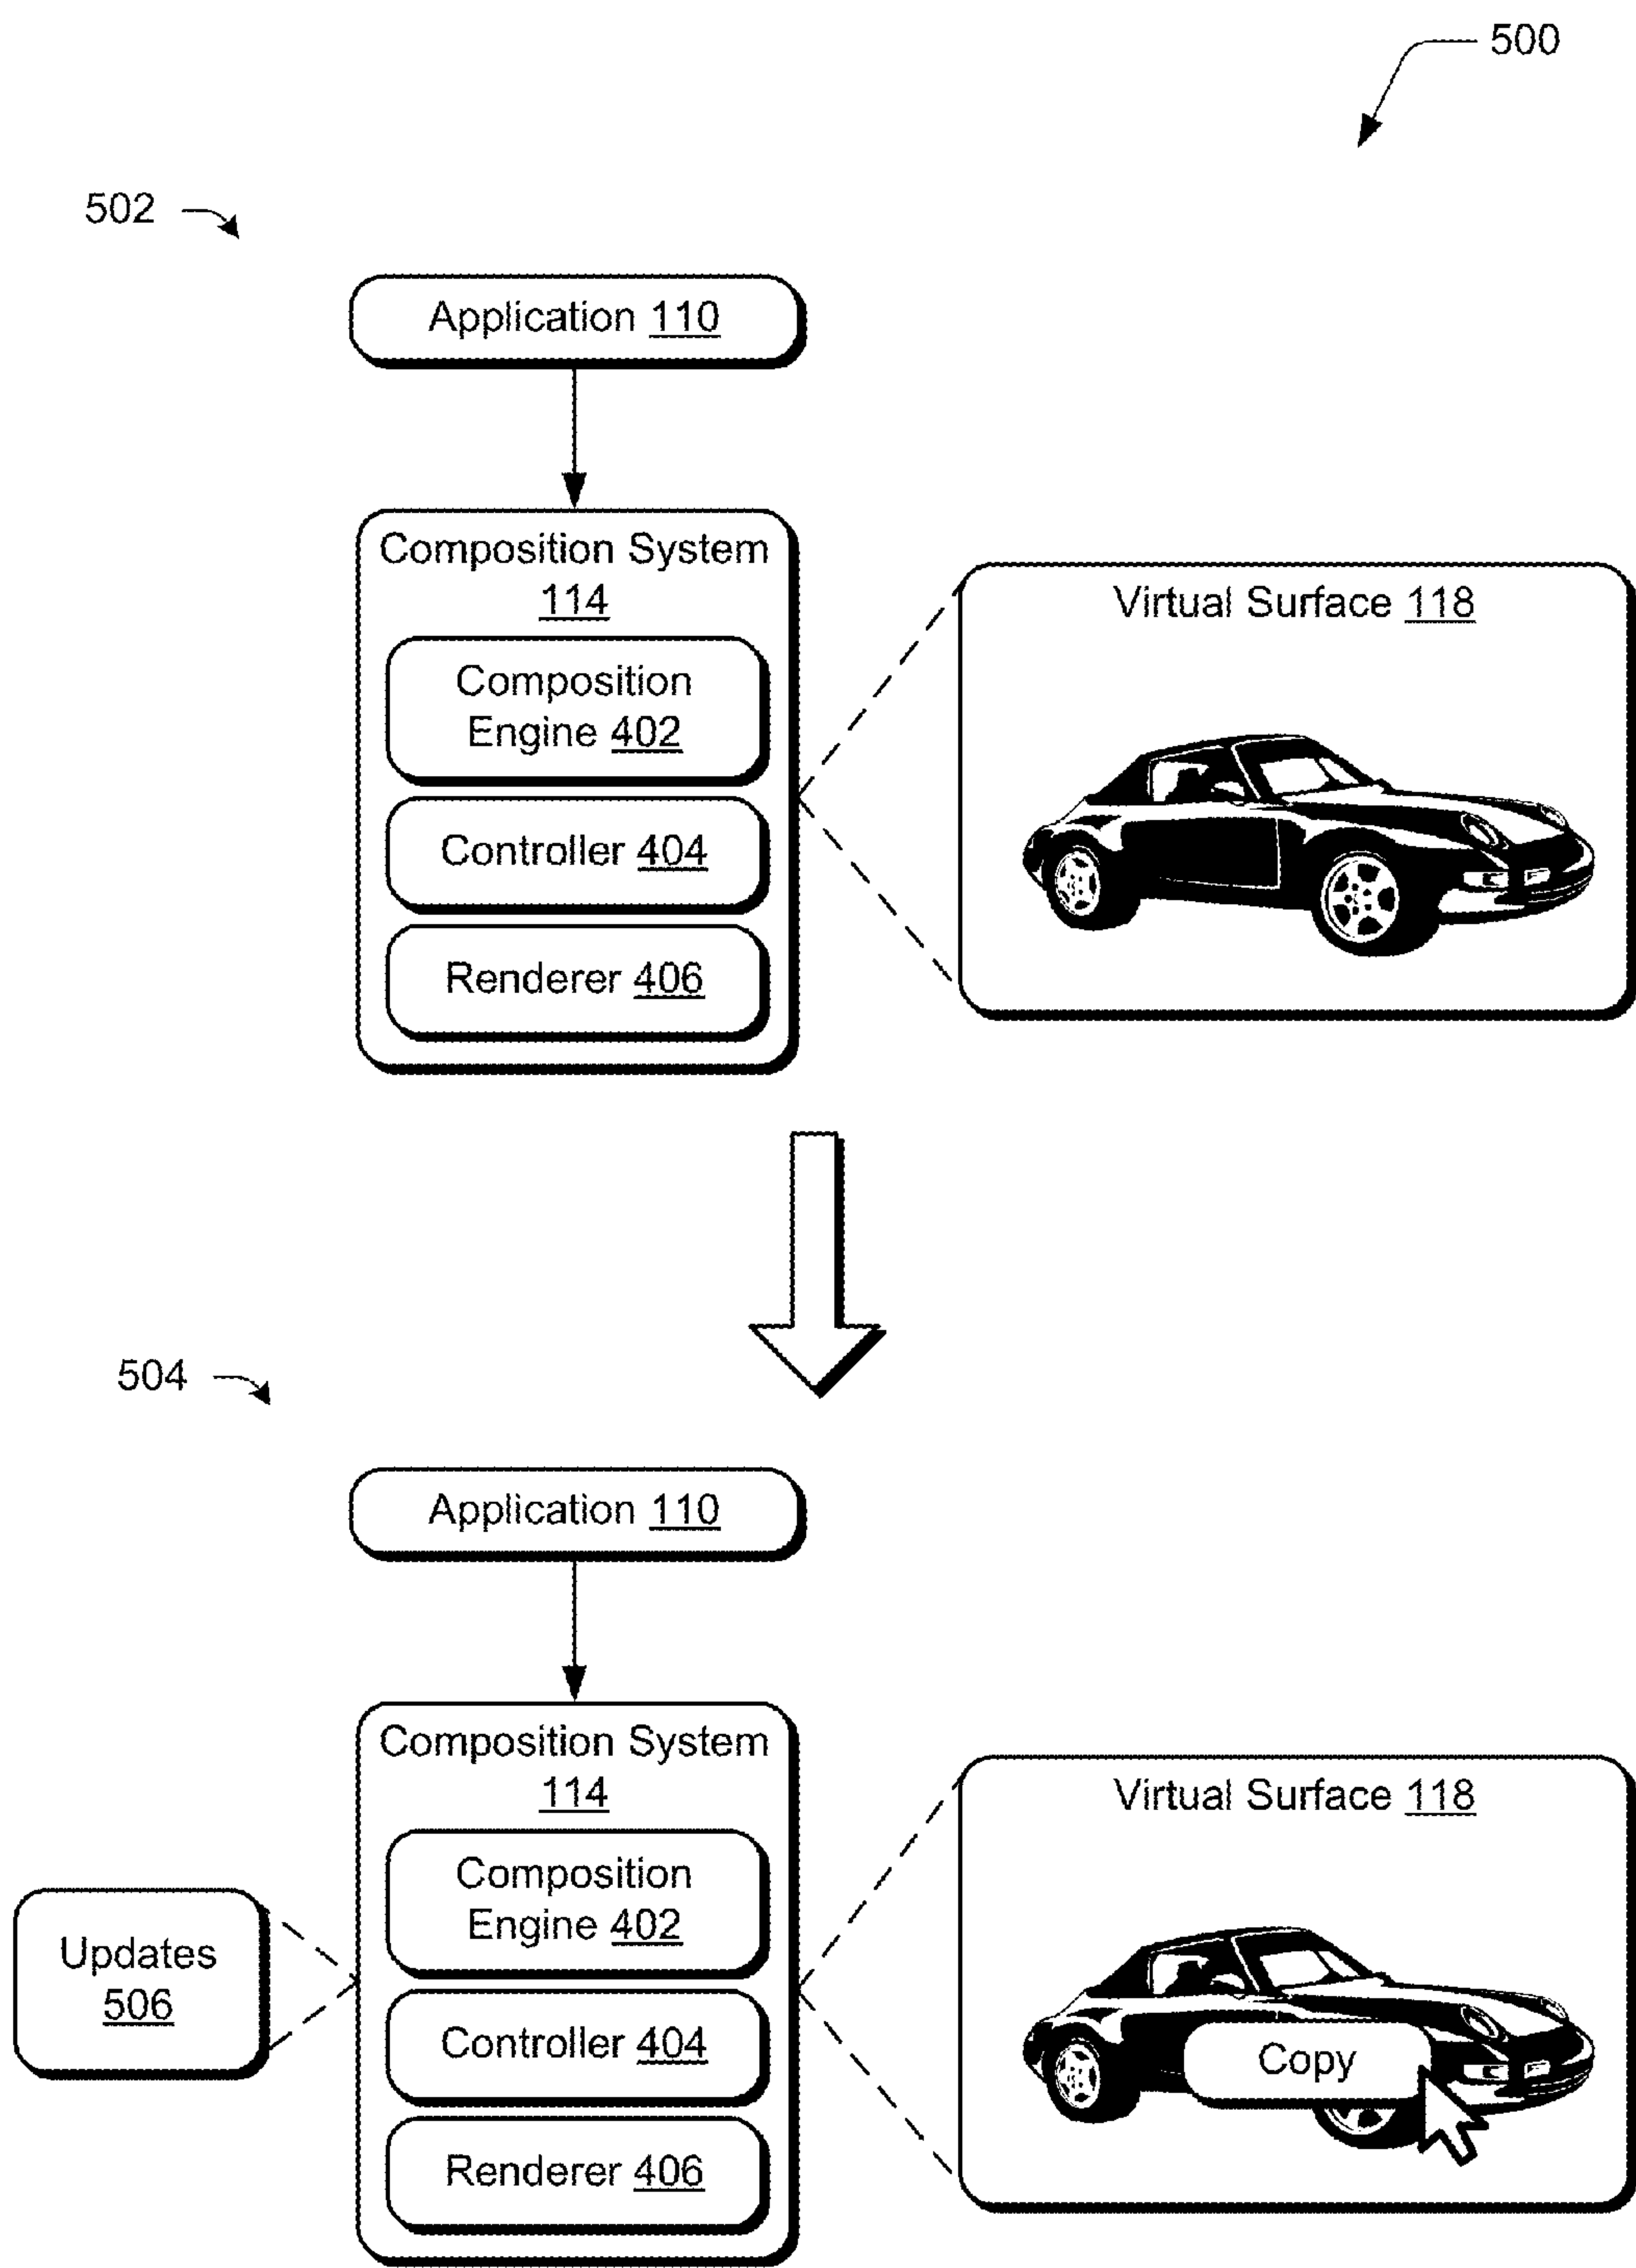 500
502
Application 110
Composition System
114
Virtual Surface 118
Composition
Engine 402
Controller 404
Renderer 406
504
Application 110
Composition System
114
Virtual Surface 118
Composition
Engine 402
Updates
506
Controller 404
Copy
Renderer 406